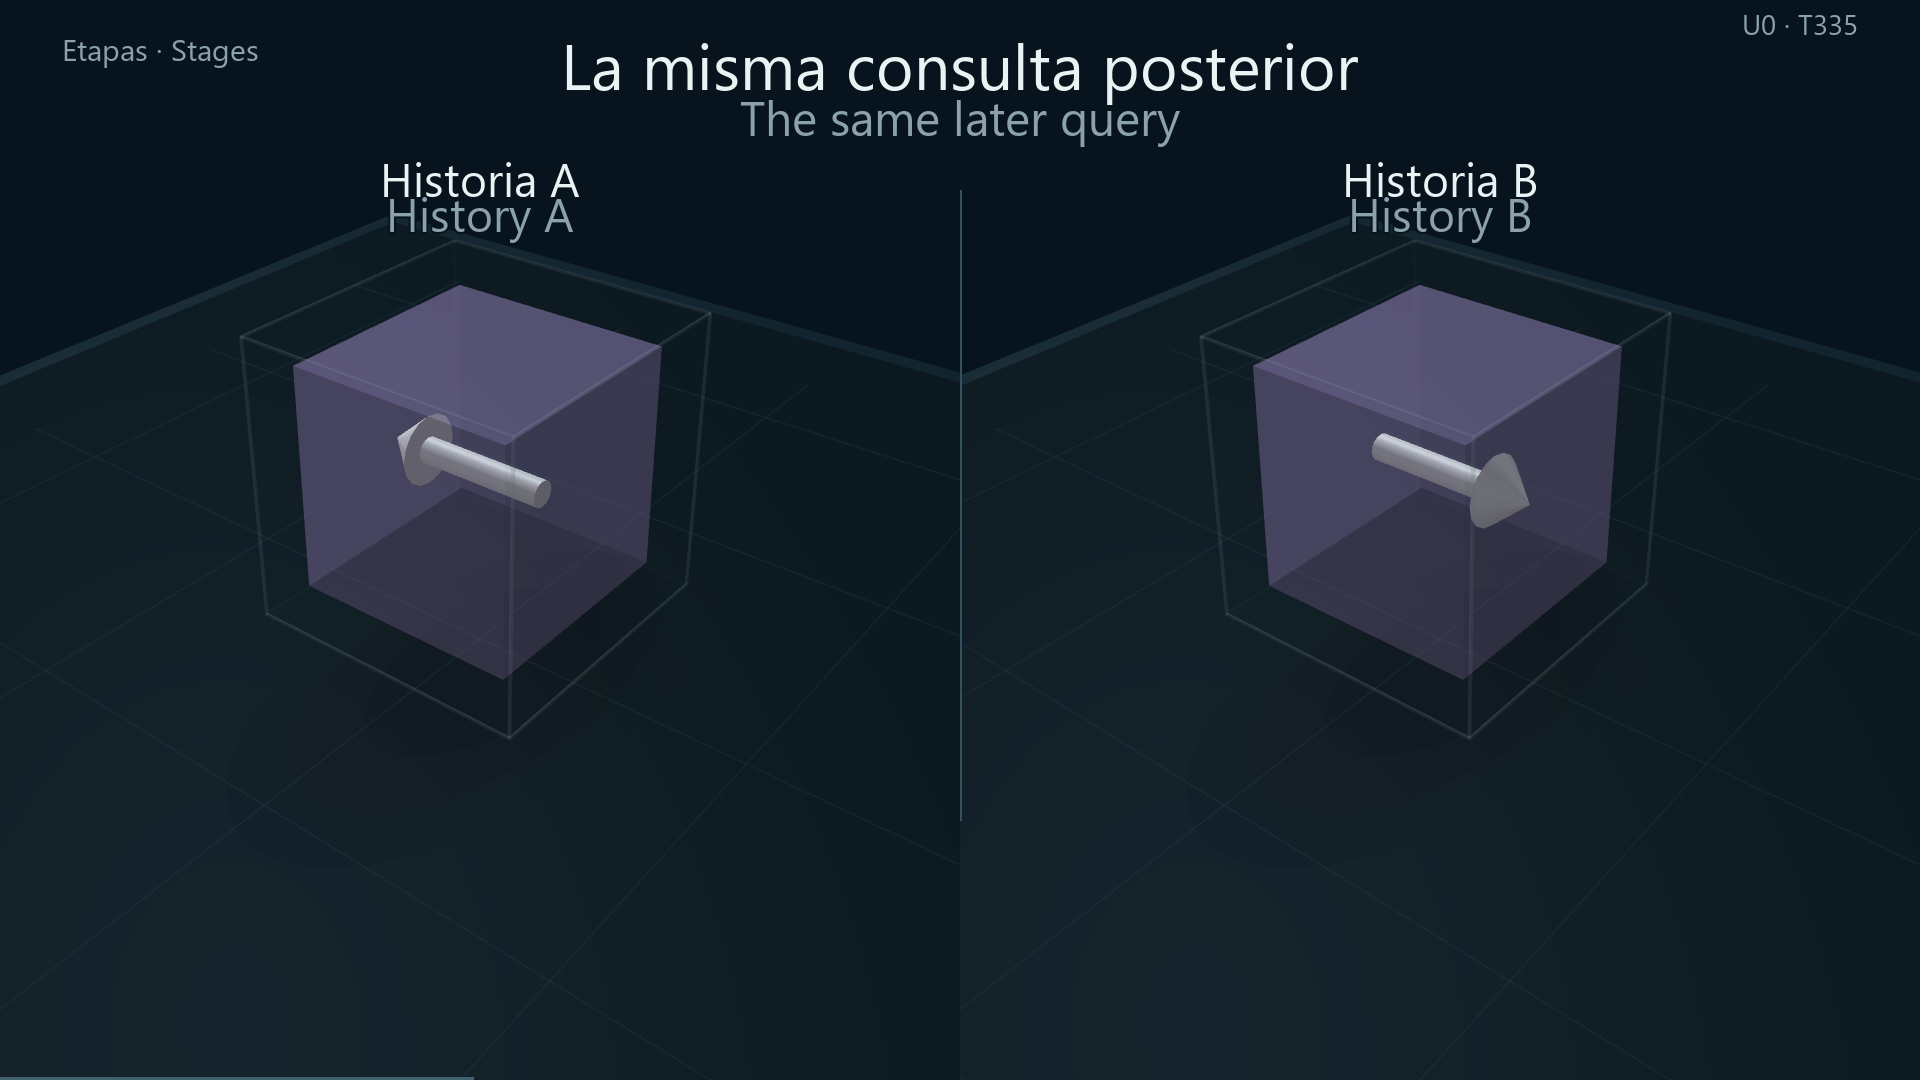 Etapas · Stages
U0 · T335
La misma consulta posterior
The same later query
Historia A
History A
Historia B
History B